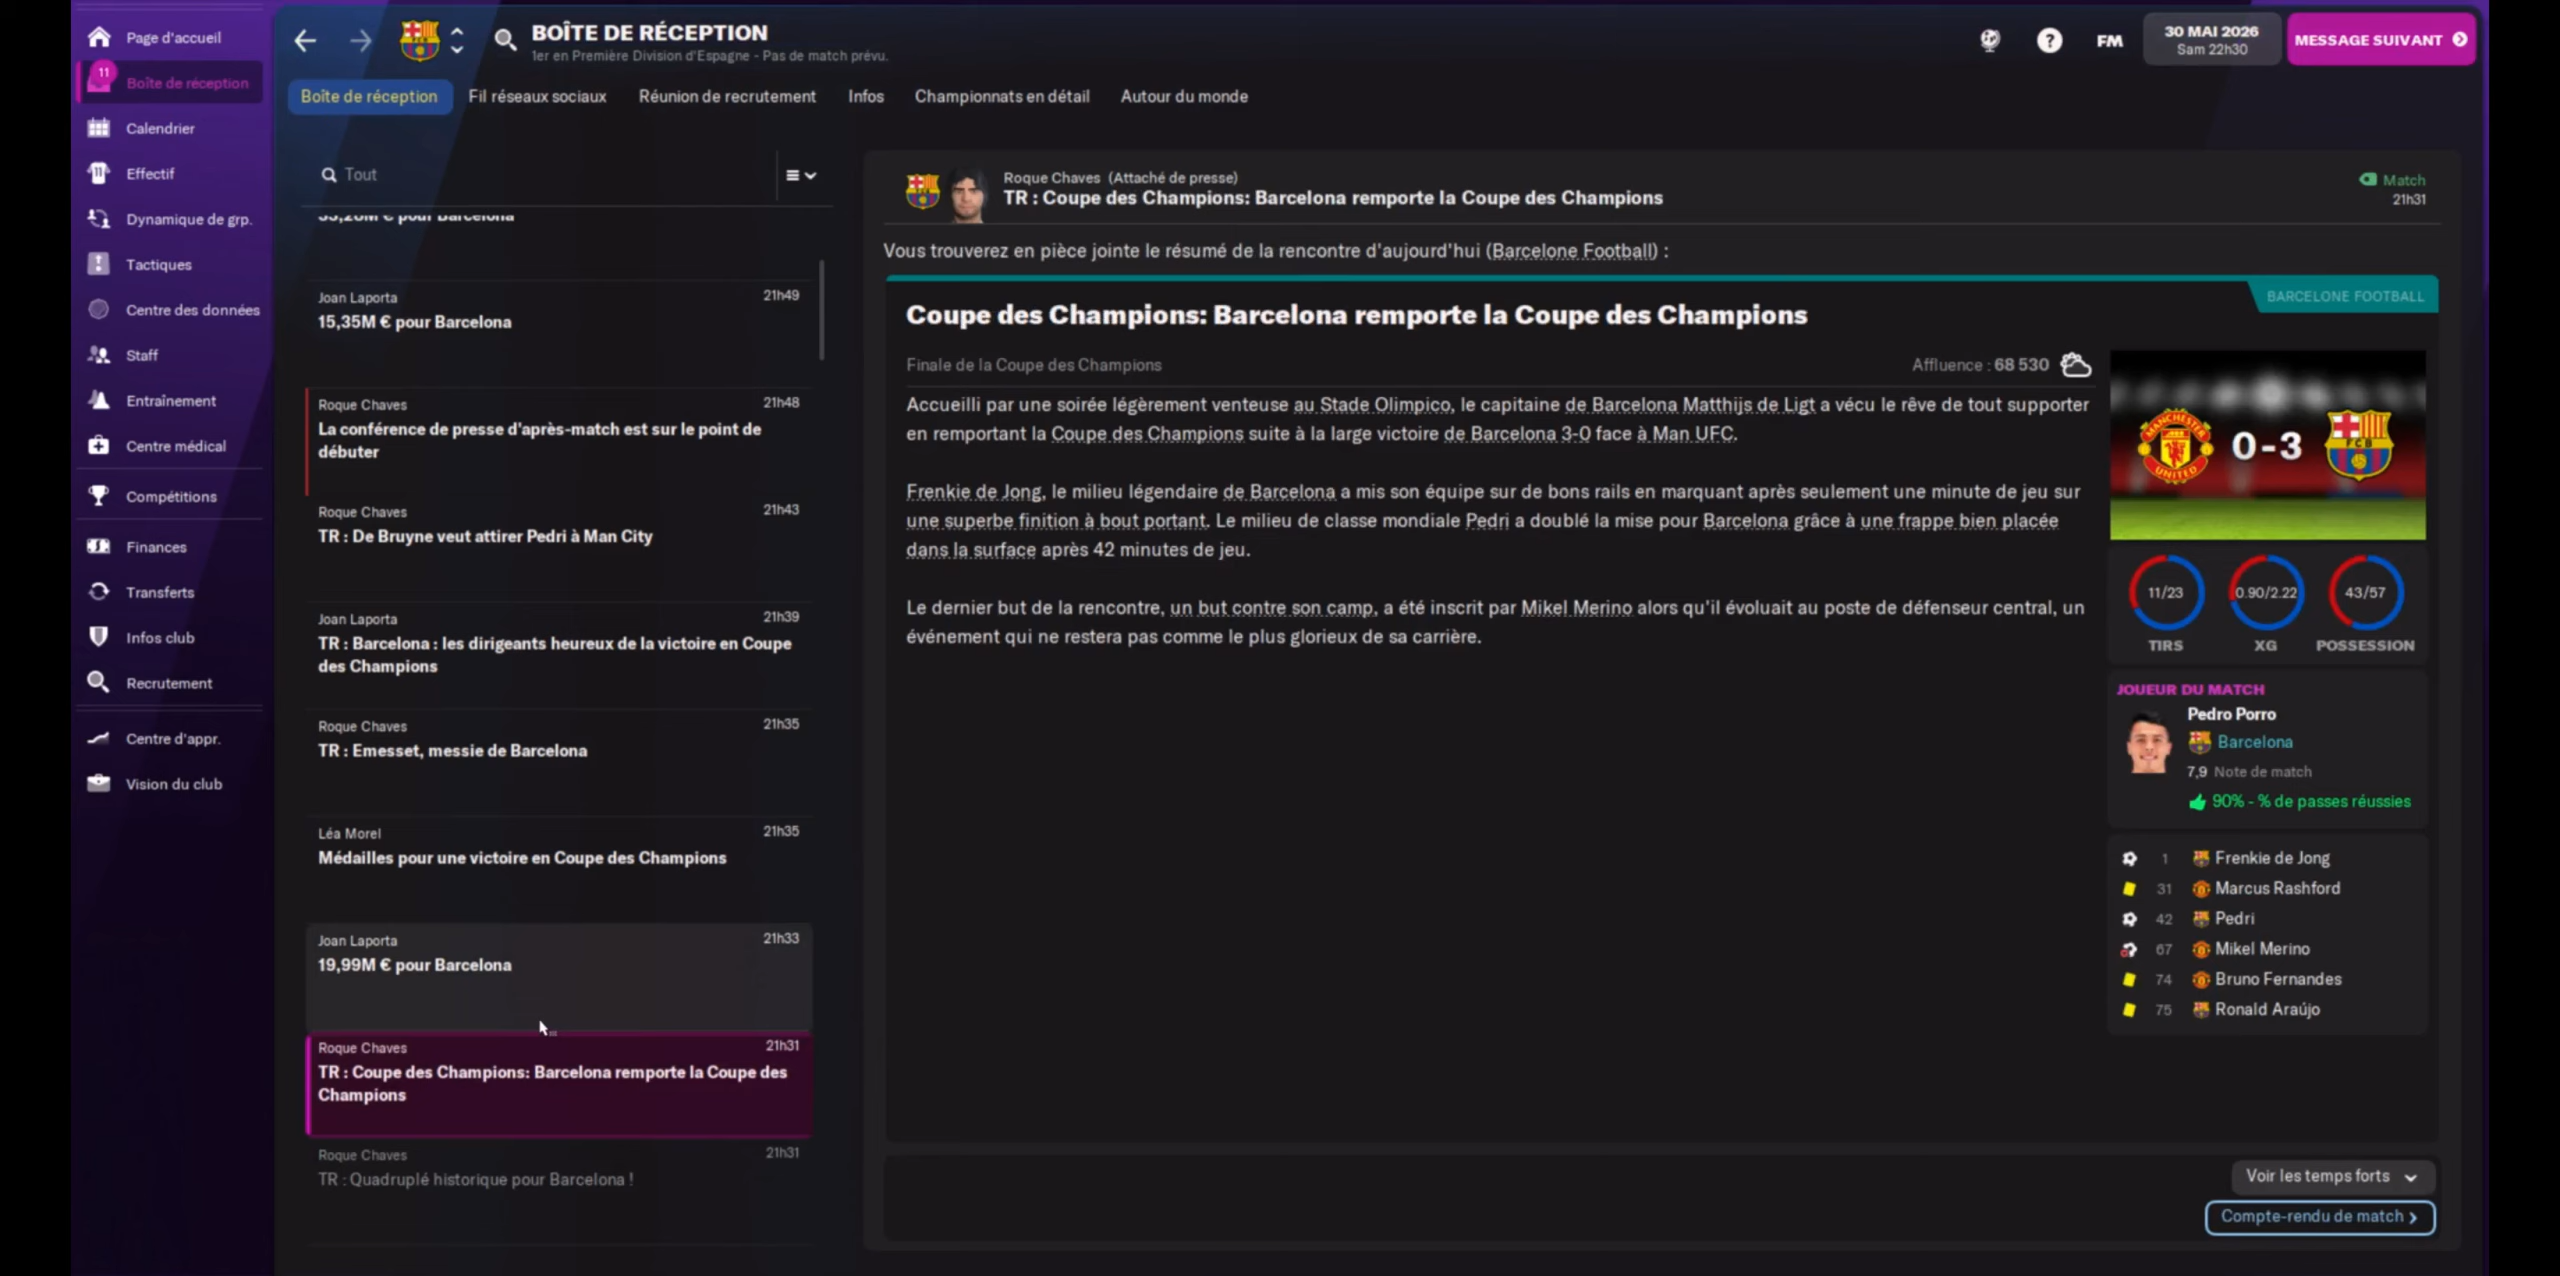 Page d'accueil
11
Boîte de réception
Calendrier
Effectif
Dynamique de grp.
Tactiques
Centre des données
Staff
Entraînement
Centre médical
Compétitions
Finances
Transferts
Infos club
Recrutement
Centre d'appr.
Vision du club
BOÎTE DE RÉCEPTION
1er en Première Division d'Espagne - Pas de match prévu.
FM
30 MAI 2026
Sam 22h30
MESSAGE SUIVANT
Boîte de réception
Fil réseaux sociaux
Réunion de recrutement
Infos
Championnats en détail
Autour du monde
Tout
€ pour Barcelona
Joan Laporta
21h49
15,35M € pour Barcelona
Roque Chaves
21h48
La conférence de presse d'après-match est sur le point de
débuter
Roque Chaves
21h43
TR : De Bruyne veut attirer Pedri à Man City
Joan Laporta
21h39
TR : Barcelona : les dirigeants heureux de la victoire en Coupe
des Champions
Roque Chaves
21h35
TR : Emesset, messie de Barcelona
Léa Morel
21h35
Médailles pour une victoire en Coupe des Champions
Joan Laporta
21h33
19,99M € pour Barcelona
Roque Chaves
21h31
TR : Coupe des Champions: Barcelona remporte la Coupe des
Champions
Roque Chaves
21h31
TR : Quadruplé historique pour Barcelona !
Roque Chaves (Attaché de presse)
TR : Coupe des Champions: Barcelona remporte la Coupe des Champions
Match
21h31
Vous trouverez en pièce jointe le résumé de la rencontre d'aujourd'hui (Barcelone Football) :
BARCELONE FOOTBALL
Coupe des Champions: Barcelona remporte la Coupe des Champions
Finale de la Coupe des Champions
Affluence : 68 530
Accueilli par une soirée légèrement venteuse au Stade Olimpico, le capitaine de Barcelona Matthijs de Ligt a vécu le rêve de tout supporter
en remportant la Coupe des Champions suite à la large victoire de Barcelona 3-0 face à Man UFC.
Frenkie de Jong, le milieu légendaire de Barcelona a mis son équipe sur de bons rails en marquant après seulement une minute de jeu sur
une superbe finition à bout portant. Le milieu de classe mondiale Pedri a doublé la mise pour Barcelona grâce à une frappe bien placée
dans la surface après 42 minutes de jeu.
Le dernier but de la rencontre, un but contre son camp, a été inscrit par Mikel Merino alors qu'il évoluait au poste de défenseur central, un
événement qui ne restera pas comme le plus glorieux de sa carrière.
MANCHESTER
UNITED
0-3
FCB
11/23
0.90/2.22
43/57
TIRS
XG
POSSESSION
JOUEUR DU MATCH
Pedro Porro
Barcelona
7,9 Note de match
90% - % de passes réussies
1 Frenkie de Jong
31 Marcus Rashford
42 Pedri
67 Mikel Merino
74 Bruno Fernandes
75 Ronald Araújo
Voir les temps forts
Compte-rendu de match